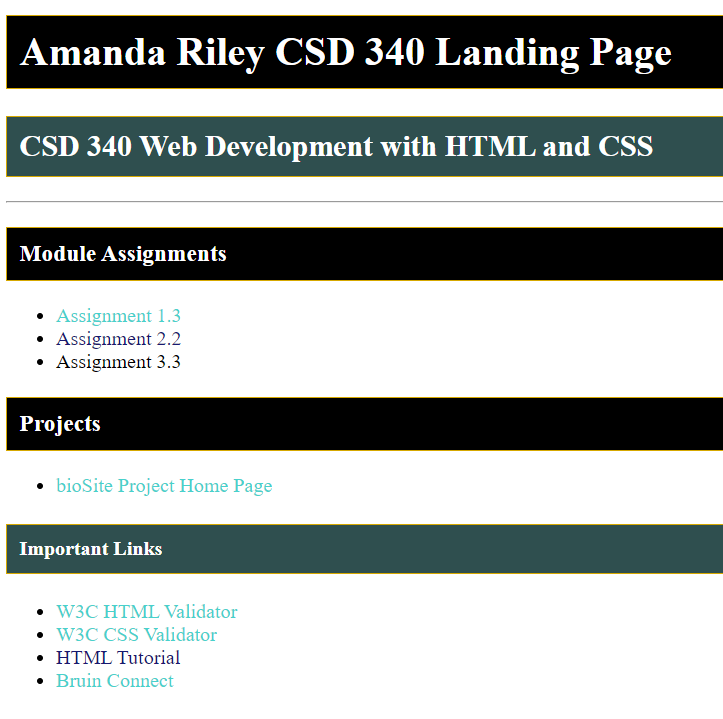 Amanda Riley CSD 340 Landing Page
CSD 340 Web Development with HTML and CSS
Module Assignments
Assignment 1.3
Assignment 2.2
Assignment 3.3
Projects
bioSite Project Home Page
Important Links
W3C HTML Validator
W3C CSS Validator
HTML Tutorial
Bruin Connect